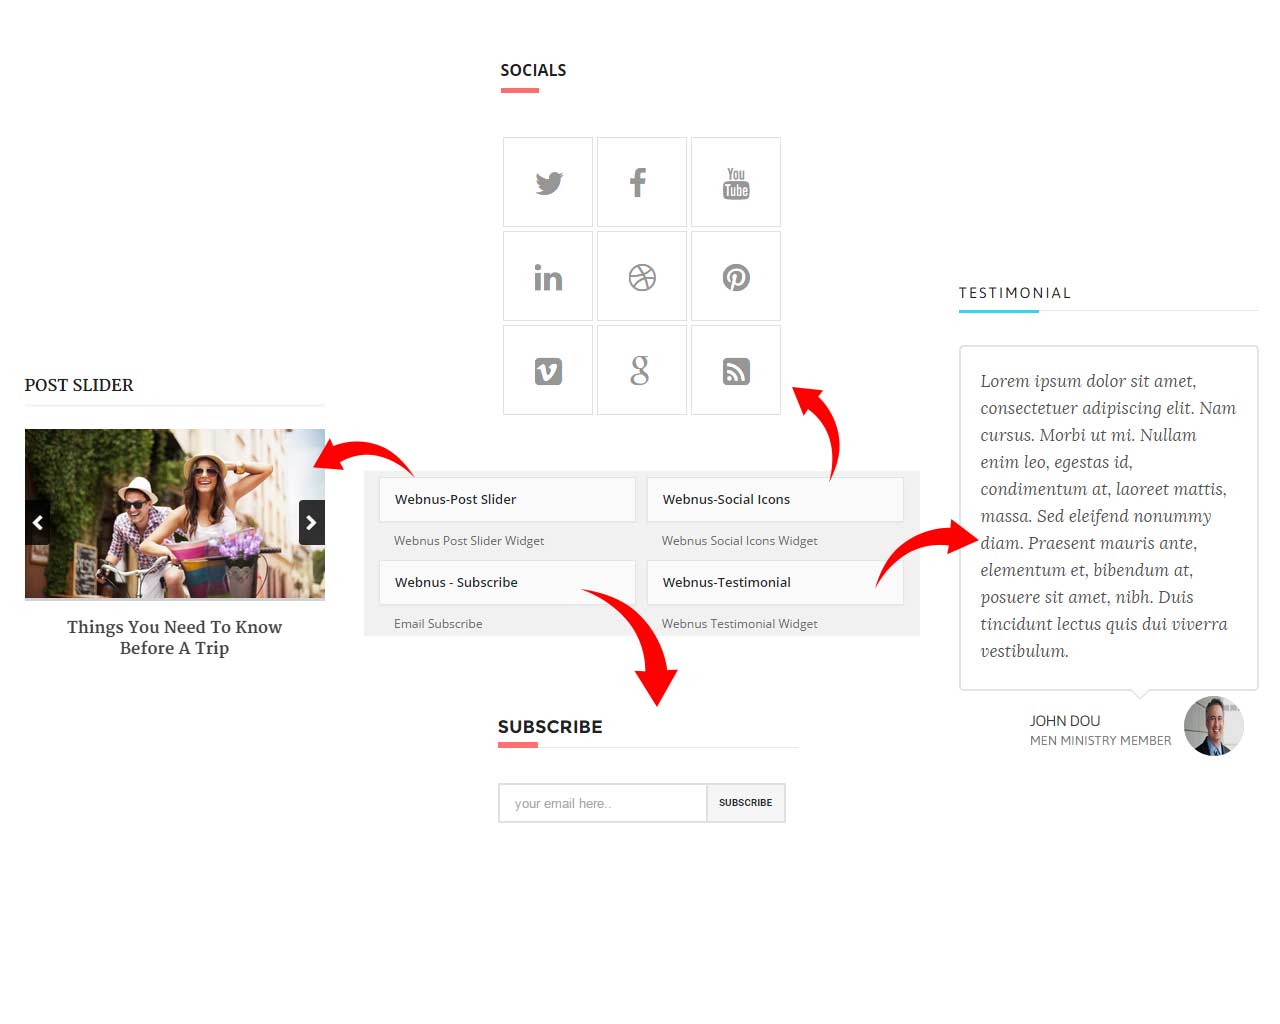 SOCIALS
You
Tube
in
g
TESTIMONIAL
Lorem ipsum dolor sit amet,
consectetuer adipiscing elit. Nam
cursus. Morbi ut mi. Nullam
enim leo, egestas id,
condimentum at, laoreet mattis,
massa. Sed eleifend nonummy
diam. Praesent mauris ante,
elementum et, bibendum at,
posuere sit amet, nibh. Duis
tincidunt lectus quis dui viverra
vestibulum.
JOHN DOU
MEN MINISTRY MEMBER
POST SLIDER
Things You Need To Know
Before A Trip
Webnus-Post Slider
Webnus Post Slider Widget
Webnus-Social Icons
Webnus Social Icons Widget
Webnus - Subscribe
Email Subscribe
Webnus-Testimonial
Webnus Testimonial Widget
SUBSCRIBE
your email here..
SUBSCRIBE